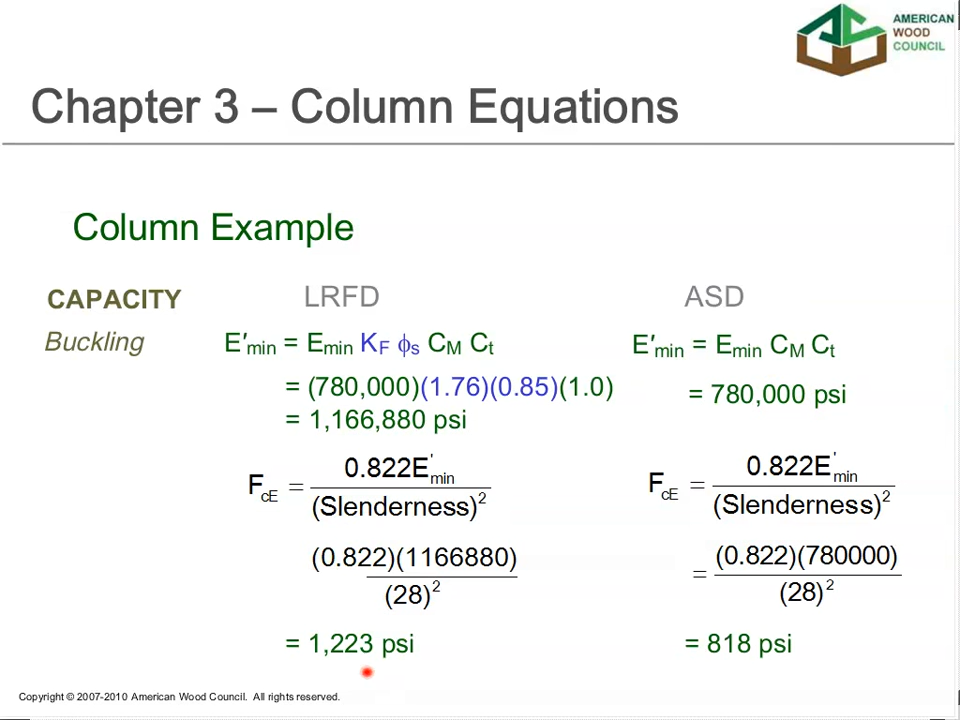 AMERICAN
WOOD
COUNCIL
Chapter 3 – Column Equations
Column Example
CAPACITY
Buckling
LRFD
E′min = Emin KF ϕs CM Ct
= (780,000)(1.76)(0.85)(1.0)
= 1,166,880 psi
FcE = 0.822E'min / (Slenderness)²
(0.822)(1166880) / (28)²
= 1,223 psi
ASD
E′min = Emin CM Ct
= 780,000 psi
FcE = 0.822E'min / (Slenderness)²
= (0.822)(780000) / (28)²
= 818 psi
Copyright © 2007-2010 American Wood Council. All rights reserved.